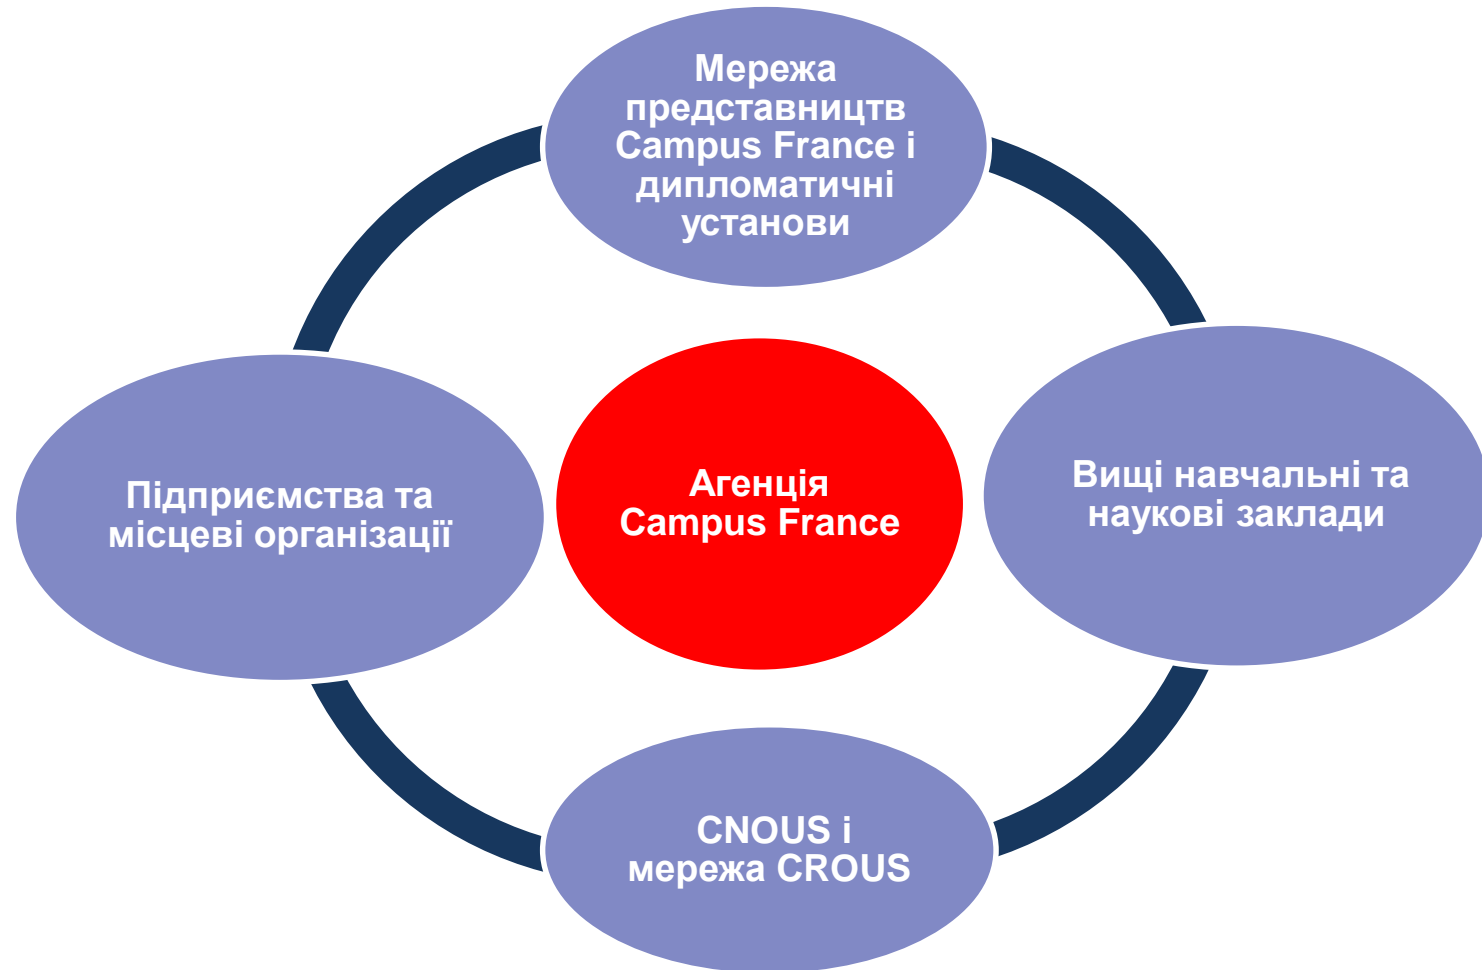 Мережа
представництв
Campus France і
дипломатичні
установи
Підприємства та
місцеві організації
Агенція
Campus France
Вищі навчальні та
наукові заклади
CNOUS і
мережа CROUS